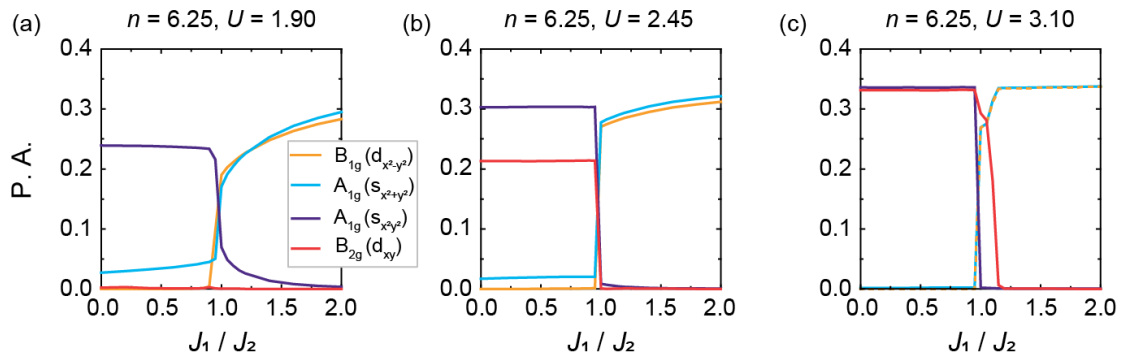 (a) n = 6.25, U = 1.90
P. A.
0.4
0.3
0.2
0.1
0.0
0.0 0.5 1.0 1.5 2.0
J₁ / J₂
B₁g (dₓ²₋ᵧ²)
A₁g (sₓ²₊ᵧ²)
A₁g (sₓ²ᵧ²)
B₂g (dₓᵧ)
(b) n = 6.25, U = 2.45
0.4
0.3
0.2
0.1
0.0
0.0 0.5 1.0 1.5 2.0
J₁ / J₂
(c) n = 6.25, U = 3.10
0.4
0.3
0.2
0.1
0.0
0.0 0.5 1.0 1.5 2.0
J₁ / J₂